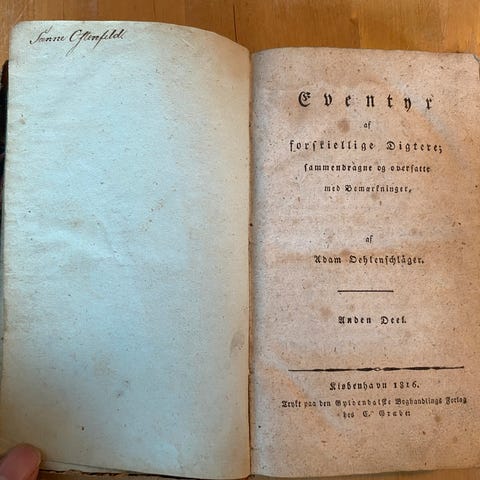 Eventyr
af
forskiellige Digtere;
sammendragne og oversatte
med Bemærkninger,
af
Adam Oehlenschläger.
Anden Deel.
Kiøbenhavn 1816.
Trykt paa den Gyldendalske Boghandlings Forlag
hos C. Græbe